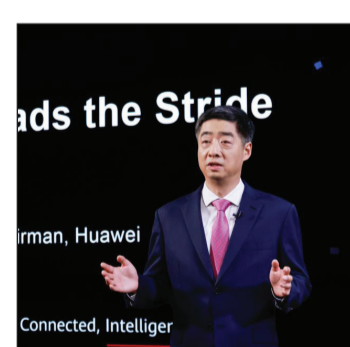 ads the Stride
irman, Huawei
Connected, Intelliger